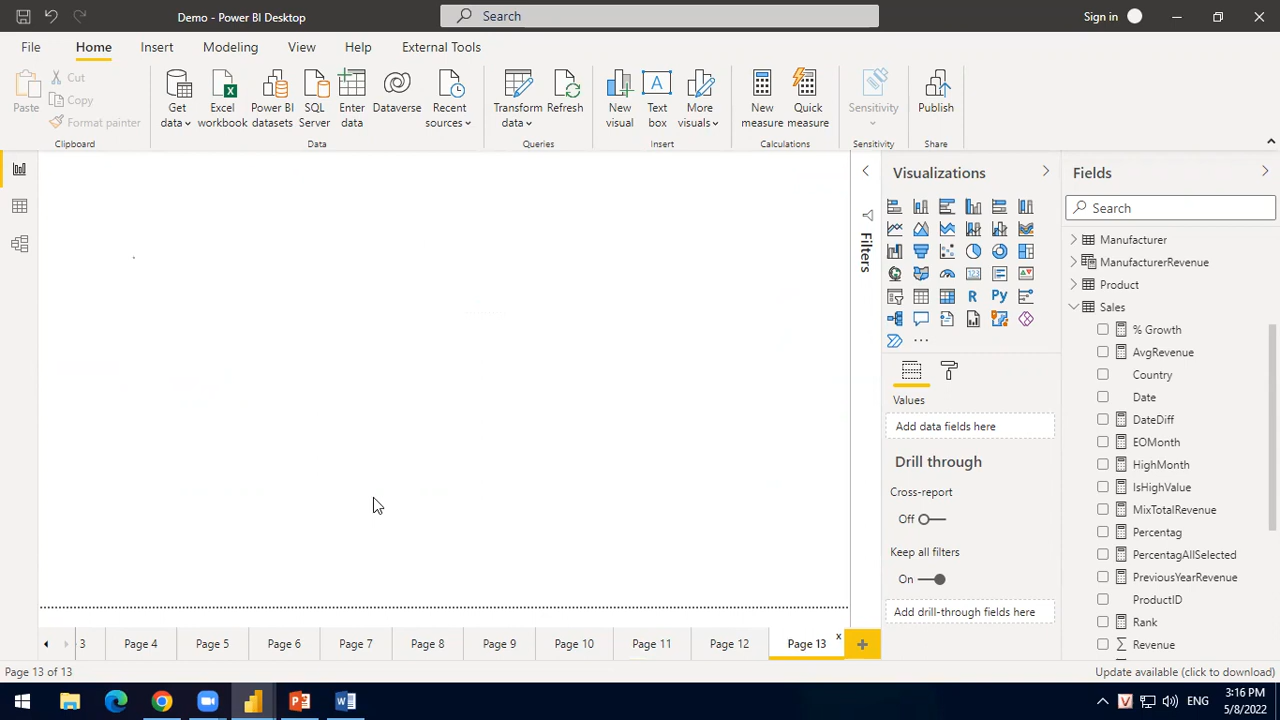 Demo - Power BI Desktop
Search
Sign in
File
Home
Insert
Modeling
View
Help
External Tools
Paste
Cut
Copy
Format painter
Get data
Excel workbook
Power BI datasets
SQL Server
Enter data
Dataverse
Recent sources
Transform data
Refresh
New visual
Text box
More visuals
New measure
Quick measure
Sensitivity
Publish
Clipboard
Data
Queries
Insert
Calculations
Sensitivity
Share
Filters
Visualizations
R
Py
123
Values
Add data fields here
Drill through
Cross-report
Off
Keep all filters
On
Add drill-through fields here
Fields
Search
Manufacturer
ManufacturerRevenue
Product
Sales
% Growth
AvgRevenue
Country
Date
DateDiff
EOMonth
HighMonth
IsHighValue
MixTotalRevenue
Percentag
PercentagAllSelected
PreviousYearRevenue
ProductID
Rank
Revenue
3
Page 4
Page 5
Page 6
Page 7
Page 8
Page 9
Page 10
Page 11
Page 12
Page 13
x
Page 13 of 13
Update available (click to download)
ENG
3:16 PM
5/8/2022